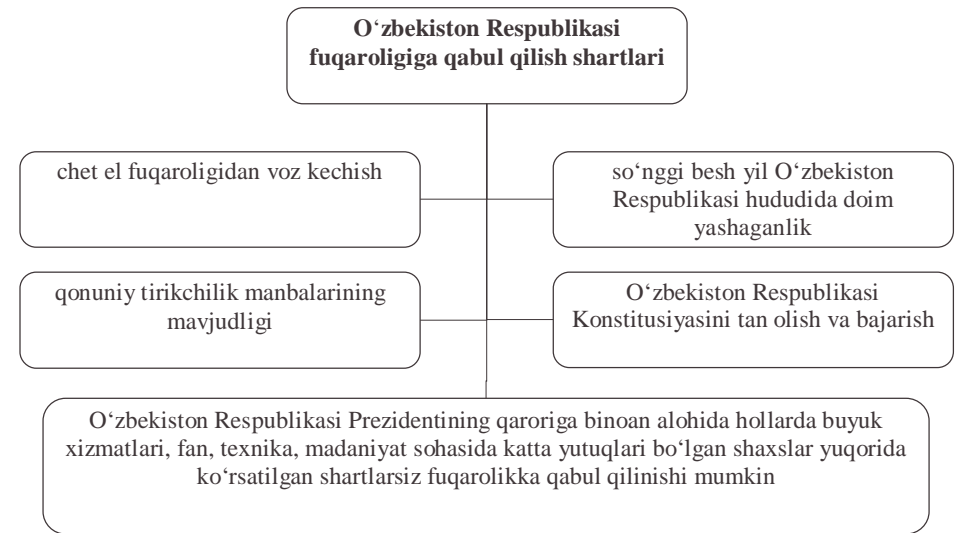 O‘zbekiston Respublikasi
fuqaroligiga qabul qilish shartlari
chet el fuqaroligidan voz kechish
so‘nggi besh yil O‘zbekiston
Respublikasi hududida doim
yashaganlik
qonuniy tirikchilik manbalarining
mavjudligi
O‘zbekiston Respublikasi
Konstitusiyasini tan olish va bajarish
O‘zbekiston Respublikasi Prezidentining qaroriga binoan alohida hollarda buyuk
xizmatlari, fan, texnika, madaniyat sohasida katta yutuqlari bo‘lgan shaxslar yuqorida
ko‘rsatilgan shartlarsiz fuqarolikka qabul qilinishi mumkin